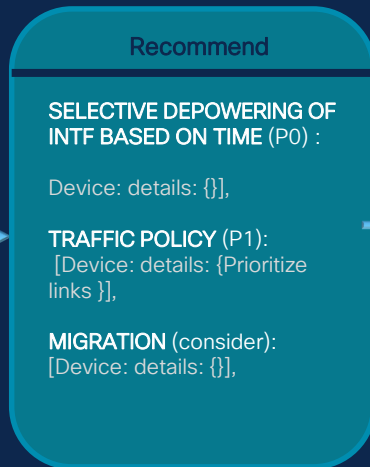 Recommend
SELECTIVE DEPOWERING OF
INTF BASED ON TIME (P0) :
Device: details: {}],
TRAFFIC POLICY (P1):
[Device: details: {Prioritize
links }],
MIGRATION (consider):
[Device: details: {}],